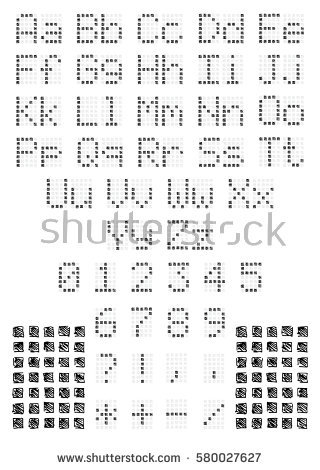 Aa Bb Cc Dd Ee
Ff Gg Hh Ii Jj
Kk Ll Mm Nn Oo
Pp Qq Rr Ss Tt
Uu Vv Ww Xx
Yy Zz
shutterstock
0 1 2 3 4 5
6 7 8 9
? ! , .
* + - /
www.shutterstock.com · 580027627